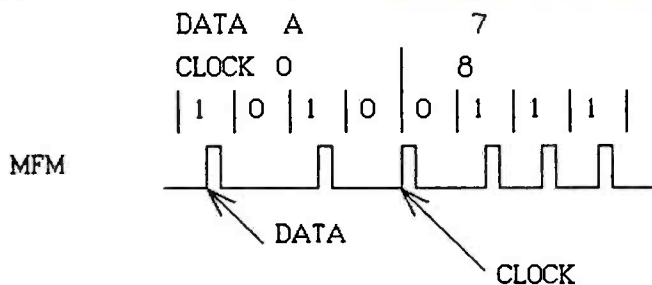 DATA A 7
CLOCK 0 8
1 0 1 0 0 1 1 1
MFM
DATA
CLOCK